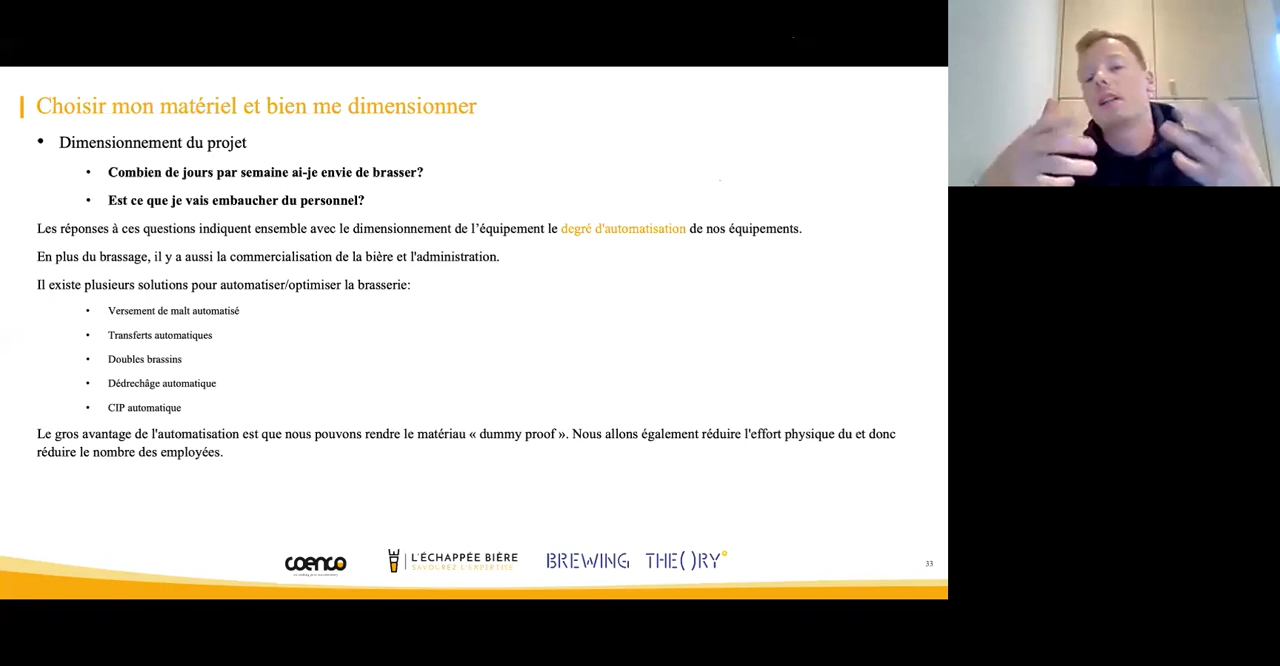 Choisir mon matériel et bien me dimensionner
• Dimensionnement du projet
• Combien de jours par semaine ai-je envie de brasser?
• Est ce que je vais embaucher du personnel?
Les réponses à ces questions indiquent ensemble avec le dimensionnement de l'équipement le degré d'automatisation de nos équipements.
En plus du brassage, il y a aussi la commercialisation de la bière et l'administration.
Il existe plusieurs solutions pour automatiser/optimiser la brasserie:
• Versement de malt automatisé
• Transferts automatiques
• Doubles brassins
• Dédrechâge automatique
• CIP automatique
Le gros avantage de l'automatisation est que nous pouvons rendre le matériau « dummy proof ». Nous allons également réduire l'effort physique du et donc
réduire le nombre des employées.
coenco
L'ÉCHAPPÉE BIÈRE
SAVOUREZ L'EXPERTISE
BREWING THE( )RY
33